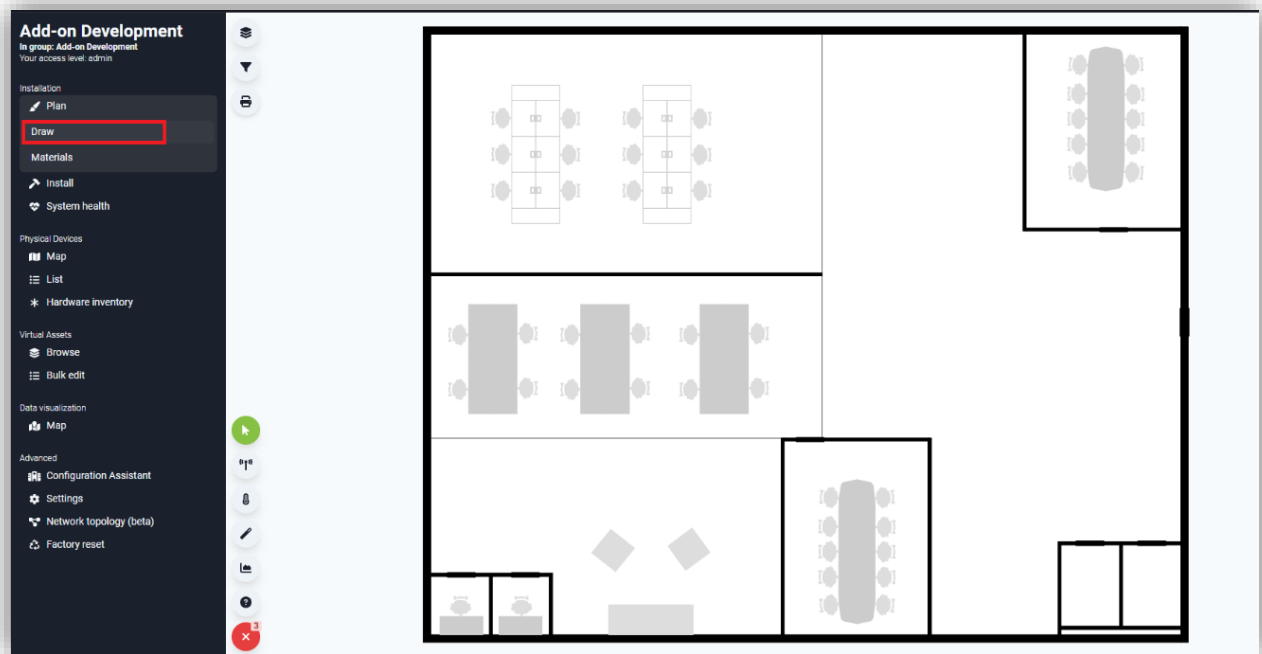 Add-on Development
In group: Add-on Development
Your access level: admin
Installation
Plan
Draw
Materials
Install
System health
Physical Devices
Map
List
Hardware inventory
Virtual Assets
Browse
Bulk edit
Data visualization
Map
Advanced
Configuration Assistant
Settings
Network topology (beta)
Factory reset
3